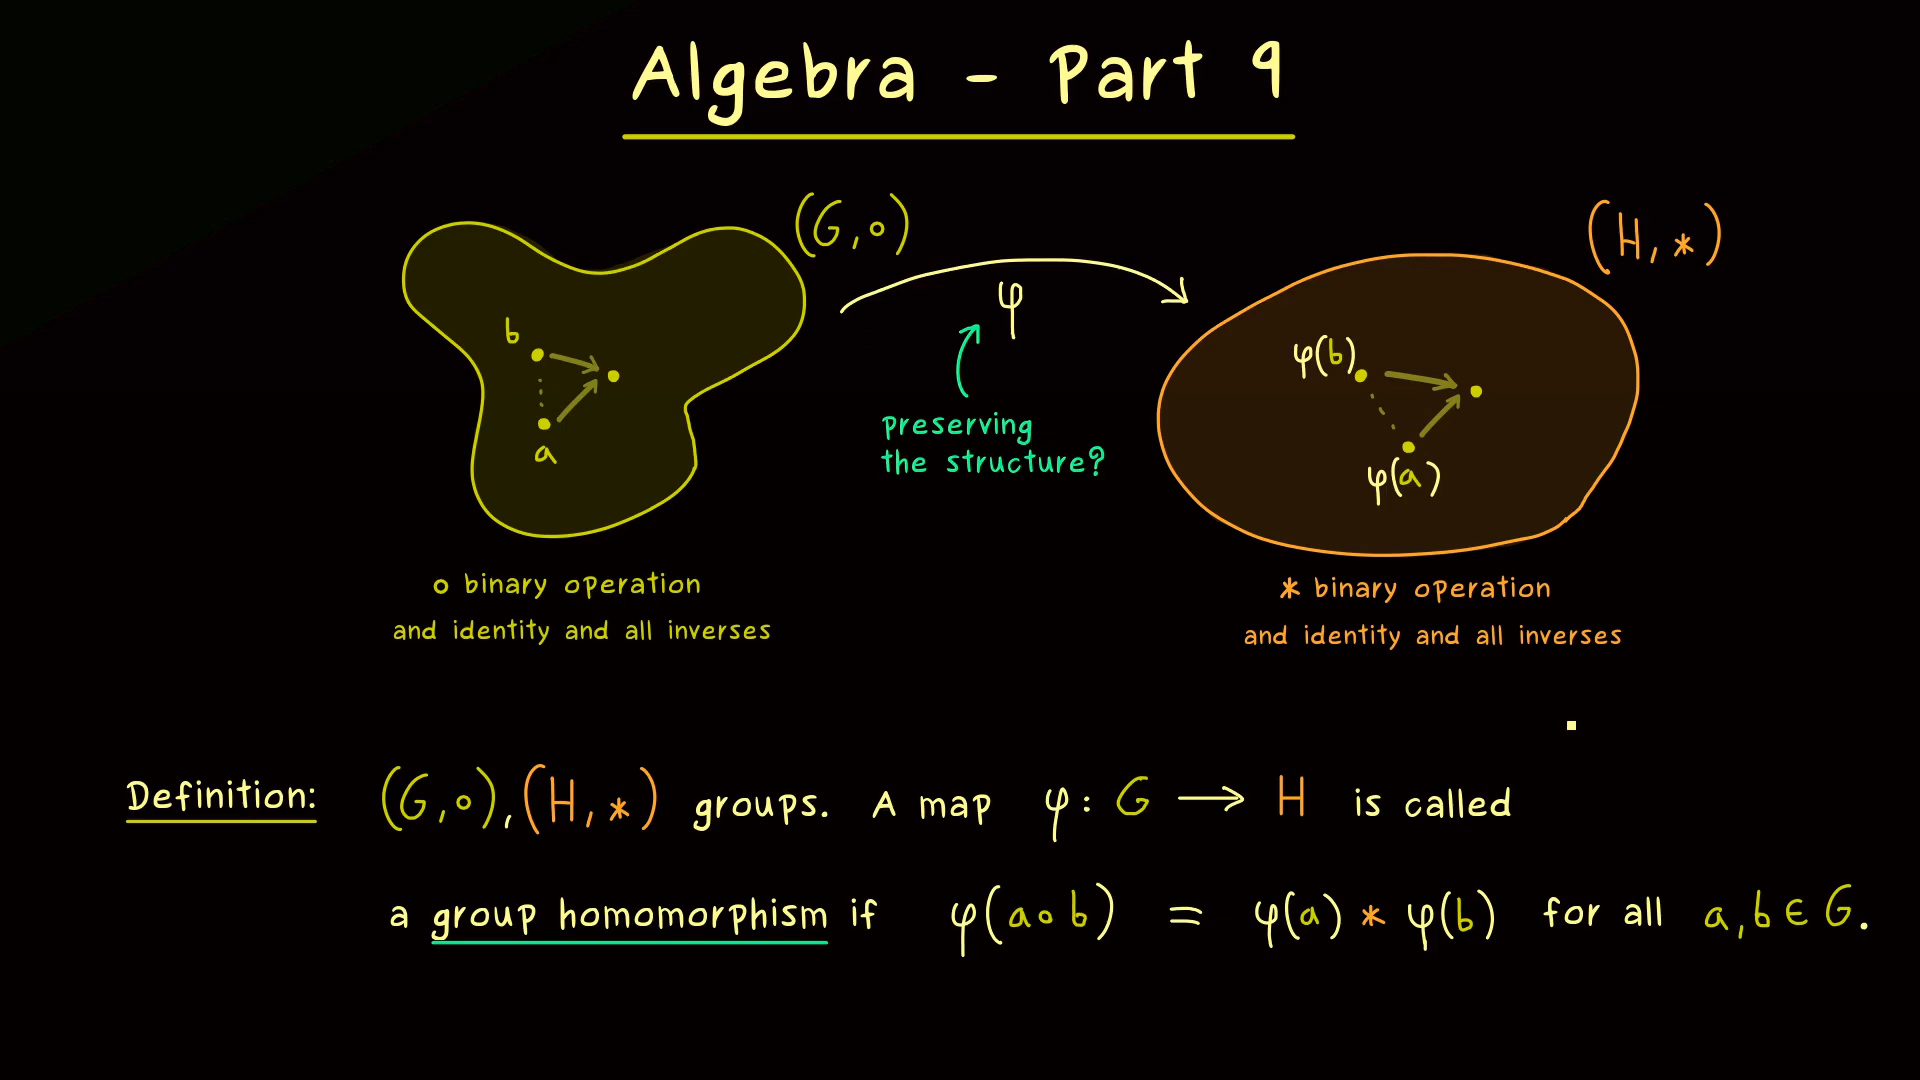 Algebra - Part 9
(G,∘)
(H,*)
φ
b
a
φ(b)
φ(a)
preserving
the structure?
∘ binary operation
and identity and all inverses
* binary operation
and identity and all inverses
Definition: (G,∘),(H,*) groups. A map φ: G ⟶ H is called
a group homomorphism if φ(a∘b) = φ(a) * φ(b) for all a,b ∈ G.